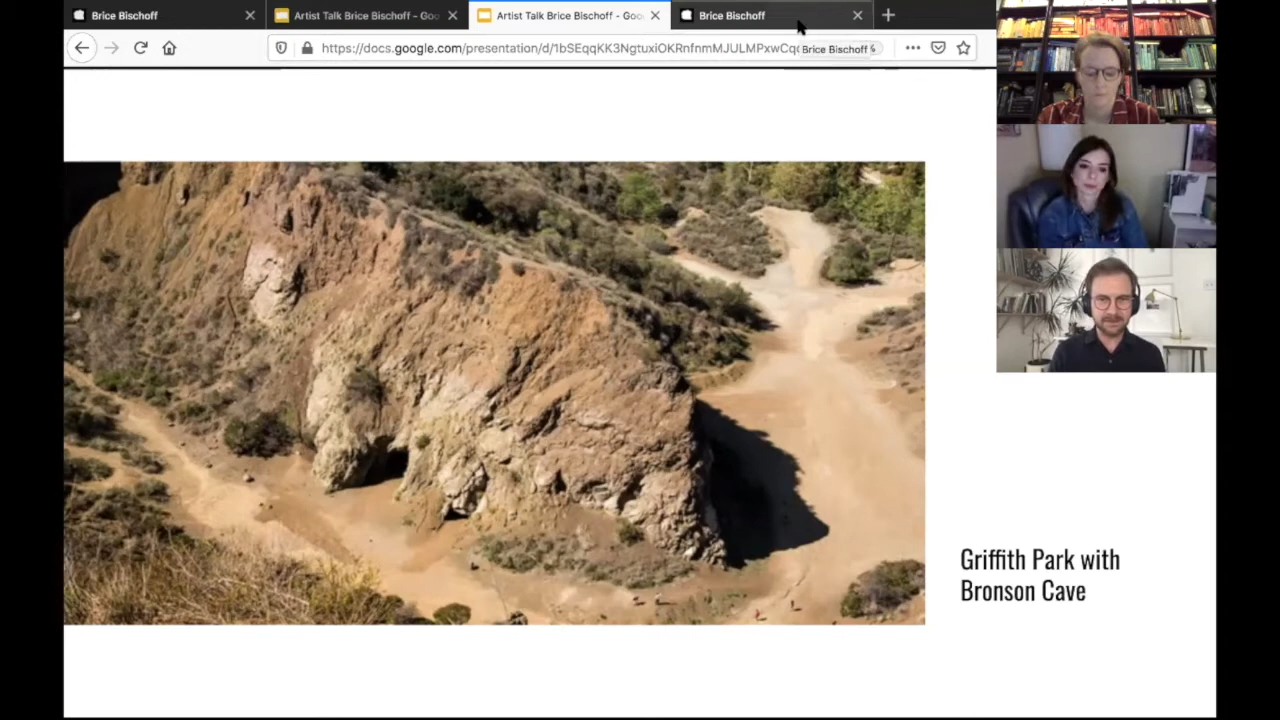 Brice Bischoff
Artist Talk Brice Bischoff - Goo
Artist Talk Brice Bischoff - Goo
Brice Bischoff
https://docs.google.com/presentation/d/1bSEqqKK3NgtuxiOKRnfnmMJULMPxwCq
Brice Bischoff
Griffith Park with
Bronson Cave